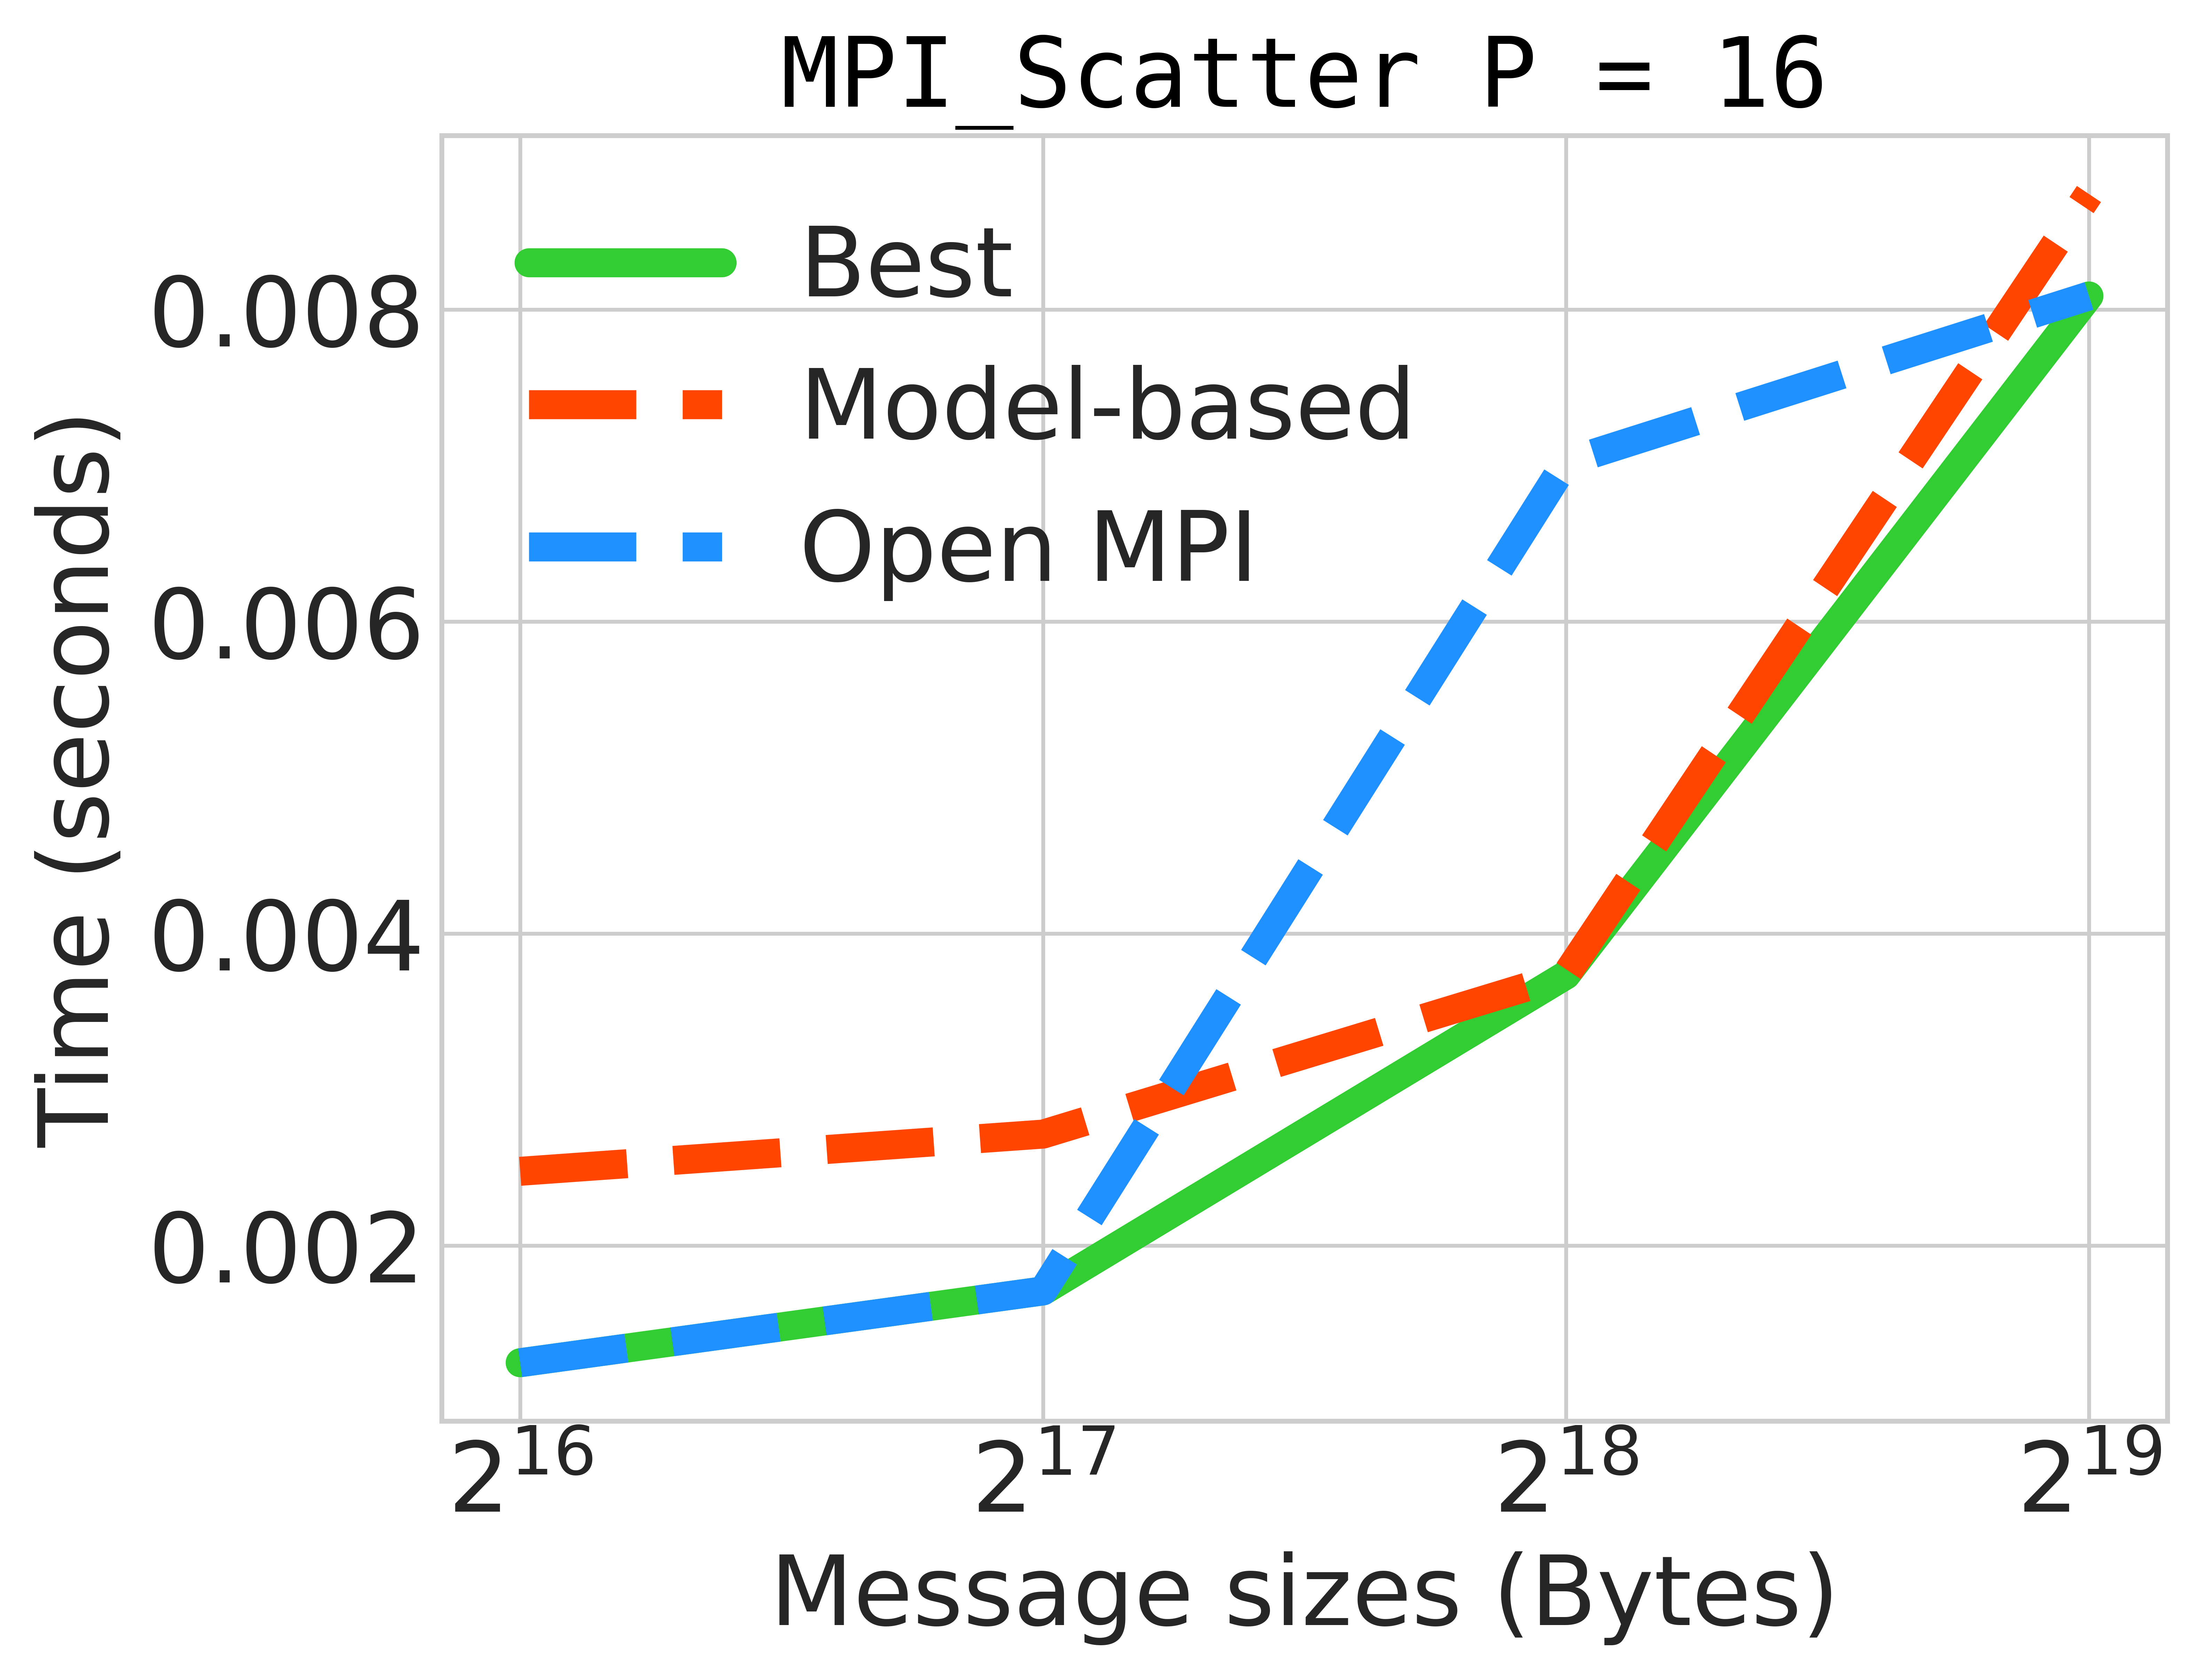 MPI_Scatter P = 16
Best
Model-based
Open MPI
0.008
0.006
0.004
0.002
Time (seconds)
2^16 2^17 2^18 2^19
Message sizes (Bytes)